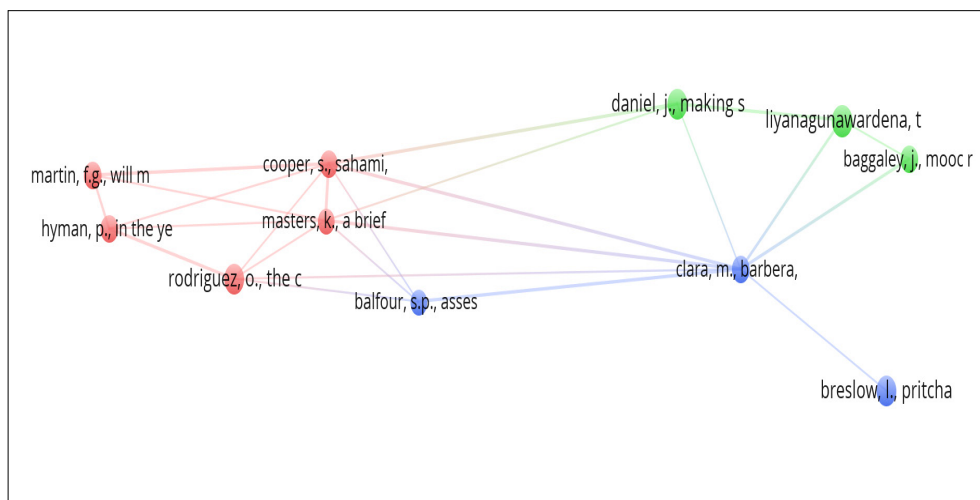 daniel, j., making s
liyanagunawardena, t
baggaley, j., mooc r
cooper, s., sahami,
martin, f.g., will m
masters, k., a brief
hyman, p., in the ye
rodriguez, o., the c
clara, m., barbera,
balfour, s.p., asses
breslow, l., pritcha